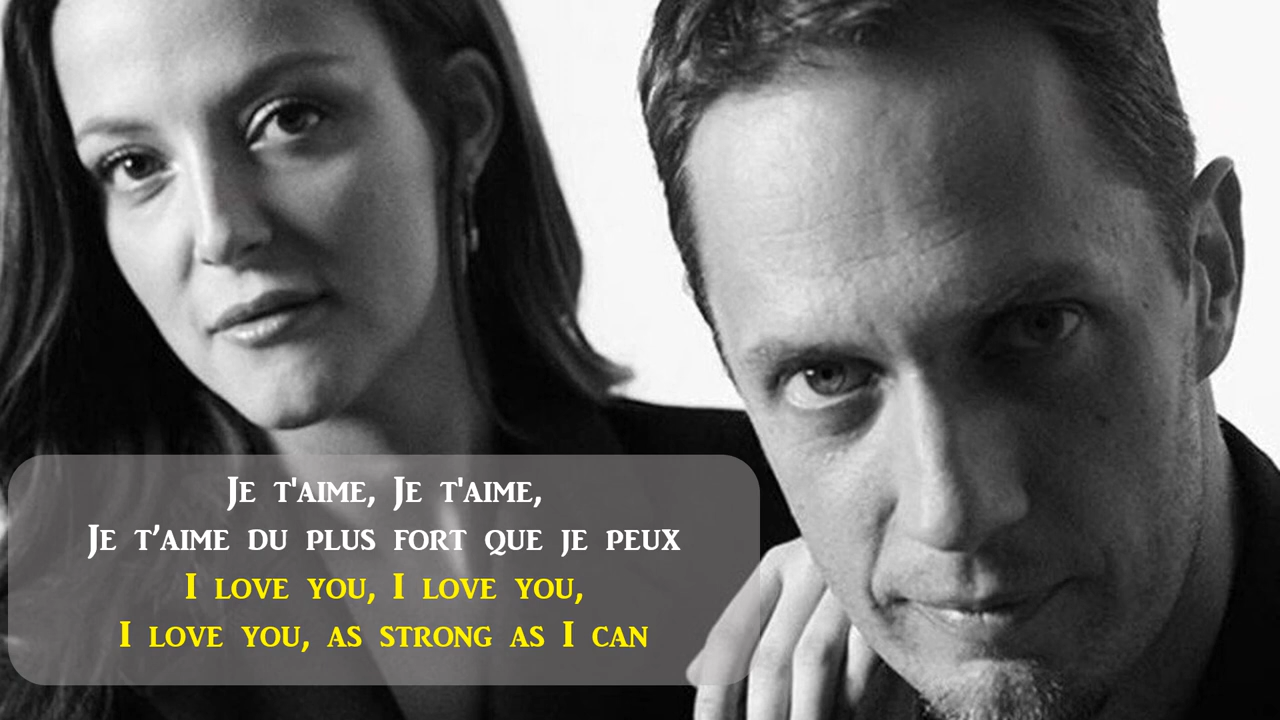 Je t'aime, Je t'aime,
Je t'aime du plus fort que je peux
I love you, I love you,
I love you, as strong as I can